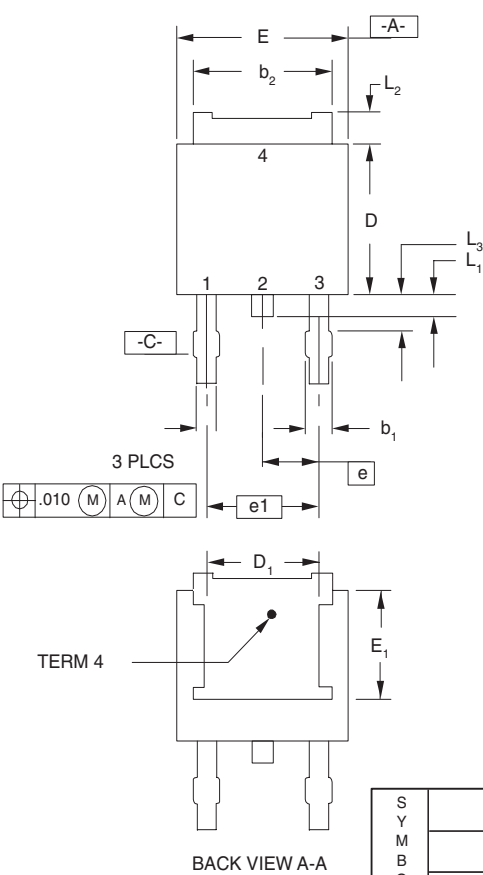 -A-
E
b2
L2
4
D
L3
L1
1 2 3
-C-
b1
3 PLCS
e
.010 M A M C
e1
D1
TERM 4
E1
BACK VIEW A-A
S
Y
M
B